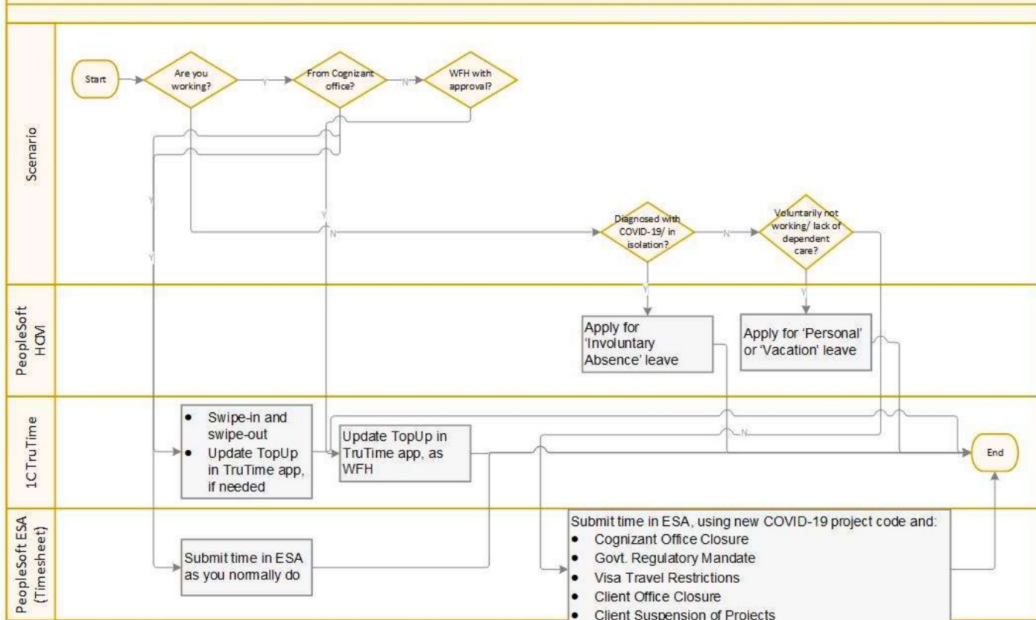 Scenario
Start
Are you
working?
Y
From Cognizant
office?
N
WFH with
approval?
Y
Y
Y
N
Diagnosed with
COVID-19/ in
isolation?
N
Voluntarily not
working/ lack of
dependent
care?
Y
Y
PeopleSoft
HCM
Apply for
'Involuntary
Absence' leave
Apply for 'Personal'
or 'Vacation' leave
1C TruTime
• Swipe-in and
swipe-out
• Update TopUp
in TruTime app,
if needed
Update TopUp in
TruTime app, as
WFH
N
End
PeopleSoft ESA
(Timesheet)
Submit time in ESA
as you normally do
Submit time in ESA, using new COVID-19 project code and:
• Cognizant Office Closure
• Govt. Regulatory Mandate
• Visa Travel Restrictions
• Client Office Closure
• Client Suspension of Projects